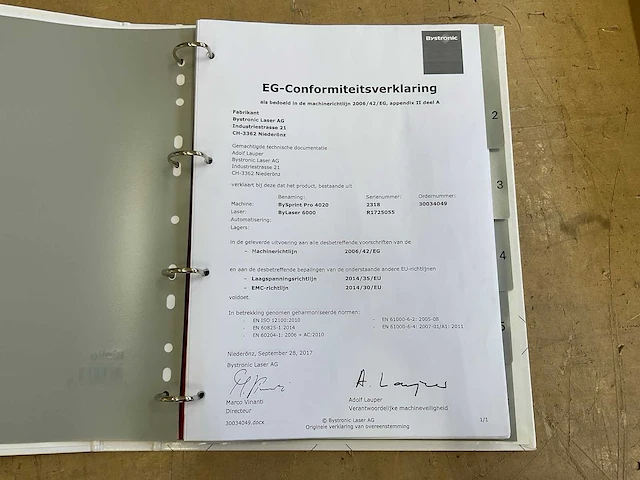 Bystronic
EG-Conformiteitsverklaring
als bedoeld in de machinerichtlijn 2006/42/EG, appendix II deel A
Fabrikant
Bystronic Laser AG
Industriestrasse 21
CH-3362 Niederönz
Gemachtigde technische documentatie
Adolf Lauper
Bystronic Laser AG
Industriestrasse 21
CH-3362 Niederönz
verklaart bij deze dat het product, bestaande uit
Benaming: Serienummer: Ordernummer:
Machine: BySprint Pro 4020 2318 30034049
Laser: ByLaser 6000 R1725055
Automatisering:
Lagers:
in de geleverde uitvoering aan alle desbetreffende voorschriften van de
- Machinerichtlijn 2006/42/EG
en aan de desbetreffende bepalingen van de onderstaande andere EU-richtlijnen
- Laagspanningsrichtlijn 2014/35/EU
- EMC-richtlijn 2014/30/EU
voldoet.
In betrekking genomen geharmoniseerde normen:
- EN ISO 12100:2010 - EN 61000-6-2: 2005-08
- EN 60825-1:2014 - EN 61000-6-4: 2007-01/A1: 2011
- EN 60204-1: 2006 + AC:2010
Niederönz, September 28, 2017
Bystronic Laser AG
A. Lauper
Marco Vinanti Adolf Lauper
Directeur Verantwoordelijke machineveiligheid
© Bystronic Laser AG
30034049.docx Originele verklaring van overeenstemming 1/1
2
3
4
5